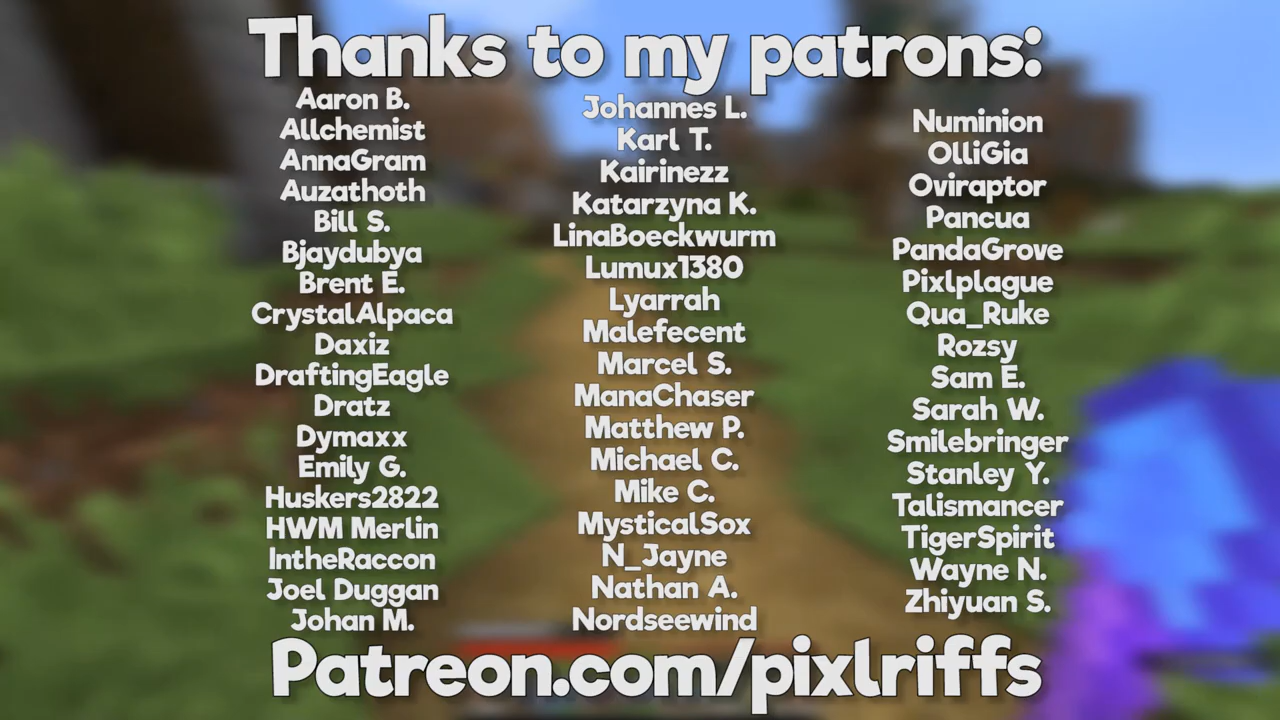 Thanks to my patrons:
Aaron B.
Allchemist
AnnaGram
Auzathoth
Bill S.
Bjaydubya
Brent E.
CrystalAlpaca
Daxiz
DraftingEagle
Dratz
Dymaxx
Emily G.
Huskers2822
HWM Merlin
IntheRaccon
Joel Duggan
Johan M.
Johannes L.
Karl T.
Kairinezz
Katarzyna K.
LinaBoeckwurm
Lumux1380
Lyarrah
Malefecent
Marcel S.
ManaChaser
Matthew P.
Michael C.
Mike C.
MysticalSox
N_Jayne
Nathan A.
Nordseewind
Numinion
OlliGia
Oviraptor
Pancua
PandaGrove
Pixlplague
Qua_Ruke
Rozsy
Sam E.
Sarah W.
Smilebringer
Stanley Y.
Talismancer
TigerSpirit
Wayne N.
Zhiyuan S.
Patreon.com/pixlriffs